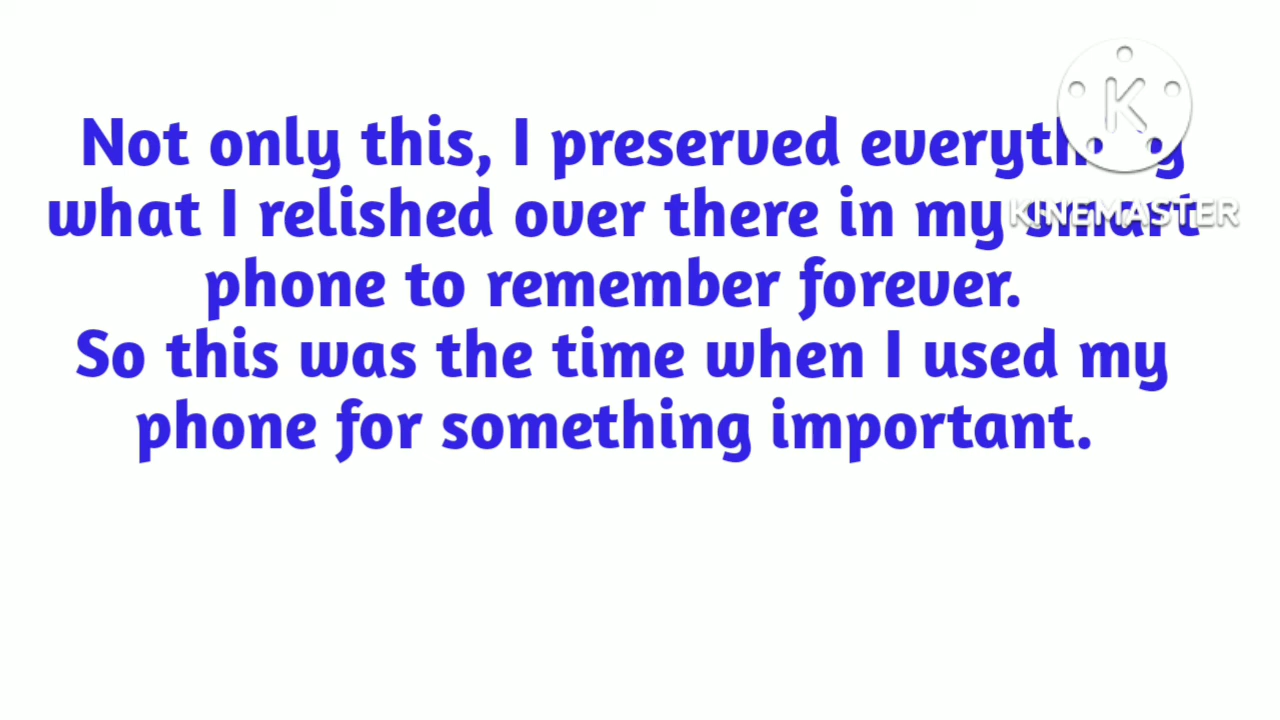 Not only this, I preserved everything
what I relished over there in my smart
phone to remember forever.
So this was the time when I used my
phone for something important.
K
KINEMASTER